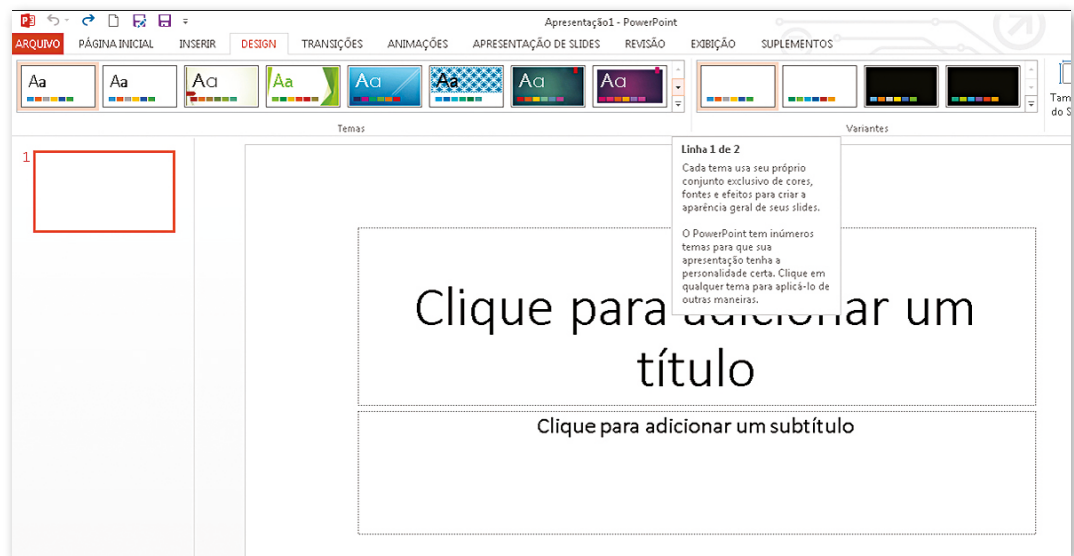 Apresentação1 - PowerPoint
ARQUIVO PÁGINA INICIAL INSERIR DESIGN TRANSIÇÕES ANIMAÇÕES APRESENTAÇÃO DE SLIDES REVISÃO EXIBIÇÃO SUPLEMENTOS
Aa Aa Aa Aa Aa Aa Aa Aa
Tam
do S
Temas Variantes
1
Linha 1 de 2
Cada tema usa seu próprio
conjunto exclusivo de cores,
fontes e efeitos para criar a
aparência geral de seus slides.
O PowerPoint tem inúmeros
temas para que sua
apresentação tenha a
personalidade certa. Clique em
qualquer tema para aplicá-lo de
outras maneiras.
Clique para adicionar um
título
Clique para adicionar um subtítulo